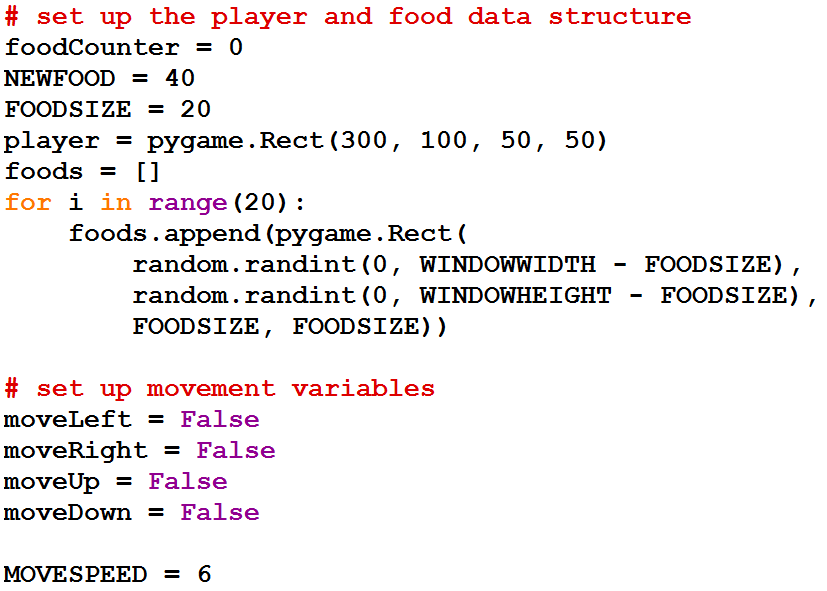 # set up the player and food data structure
foodCounter = 0
NEWFOOD = 40
FOODSIZE = 20
player = pygame.Rect(300, 100, 50, 50)
foods = []
for i in range(20):
    foods.append(pygame.Rect(
        random.randint(0, WINDOWWIDTH - FOODSIZE),
        random.randint(0, WINDOWHEIGHT - FOODSIZE),
        FOODSIZE, FOODSIZE))

# set up movement variables
moveLeft = False
moveRight = False
moveUp = False
moveDown = False

MOVESPEED = 6